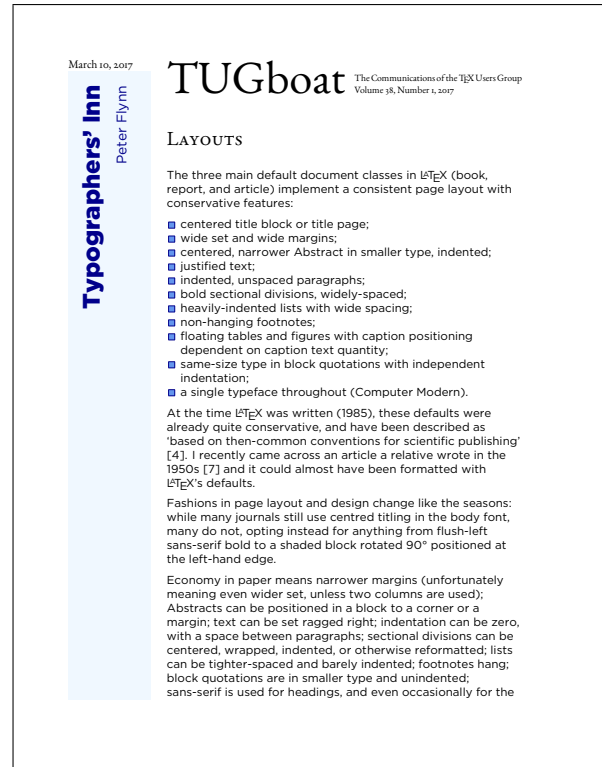 March 10, 2017
Typographers' Inn
Peter Flynn
TUGboat
The Communications of the TEX Users Group
Volume 38, Number 1, 2017
Layouts
The three main default document classes in LATEX (book,
report, and article) implement a consistent page layout with
conservative features:
centered title block or title page;
wide set and wide margins;
centered, narrower Abstract in smaller type, indented;
justified text;
indented, unspaced paragraphs;
bold sectional divisions, widely-spaced;
heavily-indented lists with wide spacing;
non-hanging footnotes;
floating tables and figures with caption positioning
dependent on caption text quantity;
same-size type in block quotations with independent
indentation;
a single typeface throughout (Computer Modern).
At the time LATEX was written (1985), these defaults were
already quite conservative, and have been described as
‘based on then-common conventions for scientific publishing’
[4]. I recently came across an article a relative wrote in the
1950s [7] and it could almost have been formatted with
LATEX’s defaults.
Fashions in page layout and design change like the seasons:
while many journals still use centred titling in the body font,
many do not, opting instead for anything from flush-left
sans-serif bold to a shaded block rotated 90° positioned at
the left-hand edge.
Economy in paper means narrower margins (unfortunately
meaning even wider set, unless two columns are used);
Abstracts can be positioned in a block to a corner or a
margin; text can be set ragged right; indentation can be zero,
with a space between paragraphs; sectional divisions can be
centered, wrapped, indented, or otherwise reformatted; lists
can be tighter-spaced and barely indented; footnotes hang;
block quotations are in smaller type and unindented;
sans-serif is used for headings, and even occasionally for the